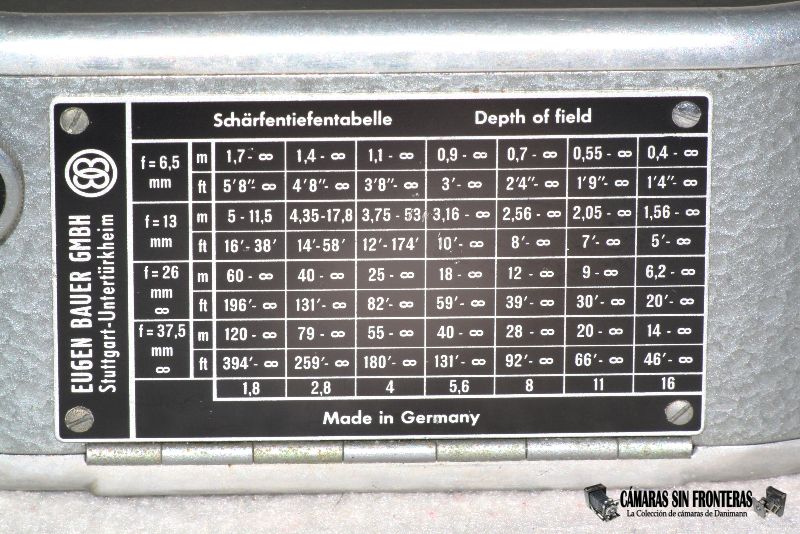 Schärfentiefentabelle Depth of field
f=6,5 mm m 1,7-∞ 1,4-∞ 1,1-∞ 0,9-∞ 0,7-∞ 0,55-∞ 0,4-∞
ft 5'8"-∞ 4'8"-∞ 3'8"-∞ 3'-∞ 2'4"-∞ 1'9"-∞ 1'4"-∞
f=13 mm m 5-11,5 4,35-17,8 3,75-53 3,16-∞ 2,56-∞ 2,05-∞ 1,56-∞
ft 16'-38' 14'-58' 12'-174' 10'-∞ 8'-∞ 7'-∞ 5'-∞
f=26 mm ∞ m 60-∞ 40-∞ 25-∞ 18-∞ 12-∞ 9-∞ 6,2-∞
ft 196'-∞ 131'-∞ 82'-∞ 59'-∞ 39'-∞ 30'-∞ 20'-∞
f=37,5 mm ∞ m 120-∞ 79-∞ 55-∞ 40-∞ 28-∞ 20-∞ 14-∞
ft 394'-∞ 259'-∞ 180'-∞ 131'-∞ 92'-∞ 66'-∞ 46'-∞
1,8 2,8 4 5,6 8 11 16
Made in Germany
EUGEN BAUER GMBH
Stuttgart-Untertürkheim
CÁMARAS SIN FRONTERAS
La Colección de cámaras de Danimann